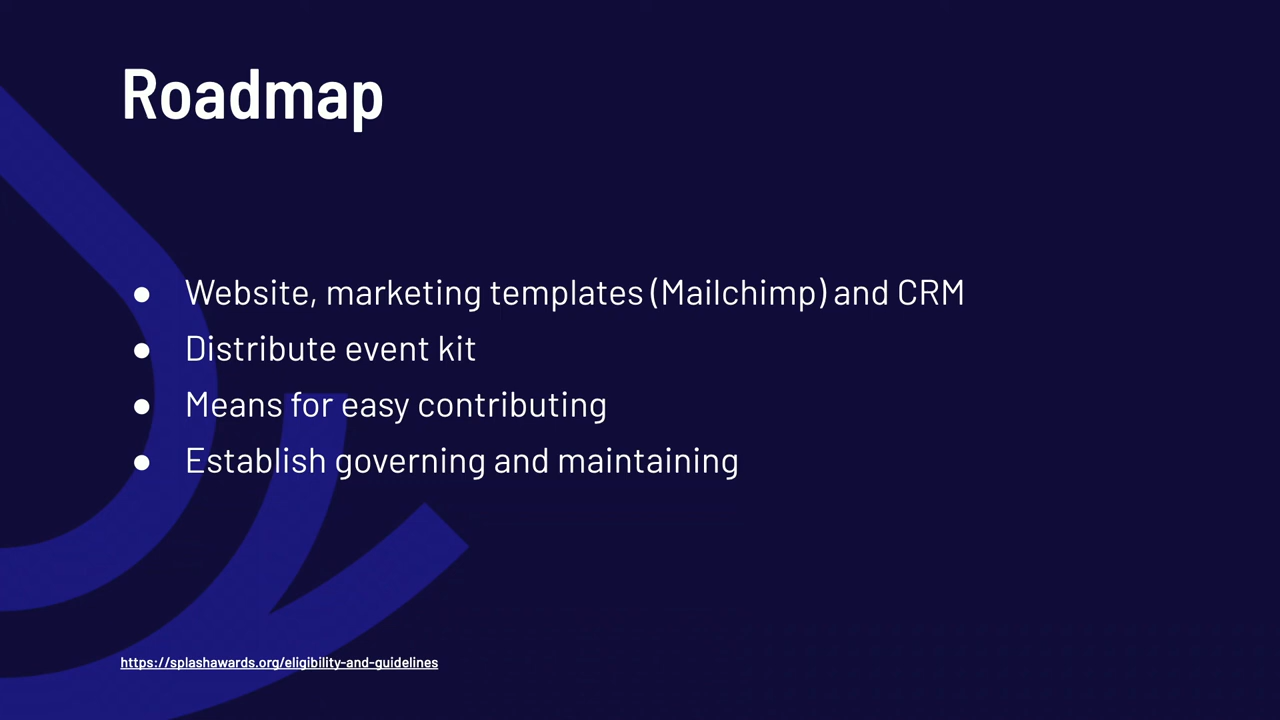 Roadmap
● Website, marketing templates (Mailchimp) and CRM
● Distribute event kit
● Means for easy contributing
● Establish governing and maintaining
https://splashawards.org/eligibility-and-guidelines